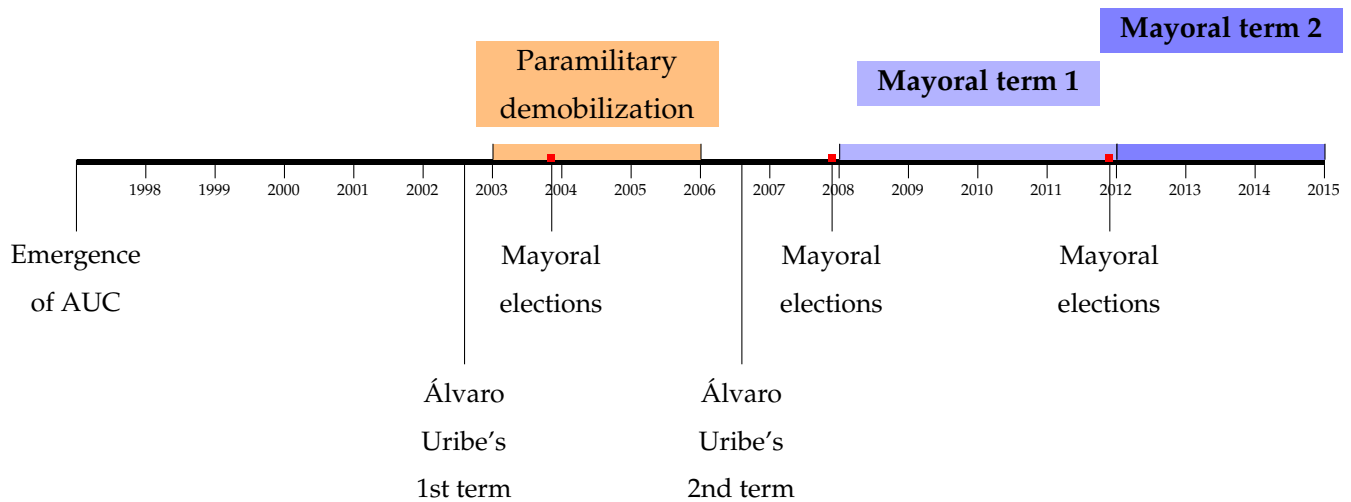 Mayoral term 2
Paramilitary
demobilization
Mayoral term 1
1998 1999 2000 2001 2002 2003 2004 2005 2006 2007 2008 2009 2010 2011 2012 2013 2014 2015
Emergence
of AUC
Mayoral
elections
Mayoral
elections
Mayoral
elections
Álvaro
Uribe's
1st term
Álvaro
Uribe's
2nd term